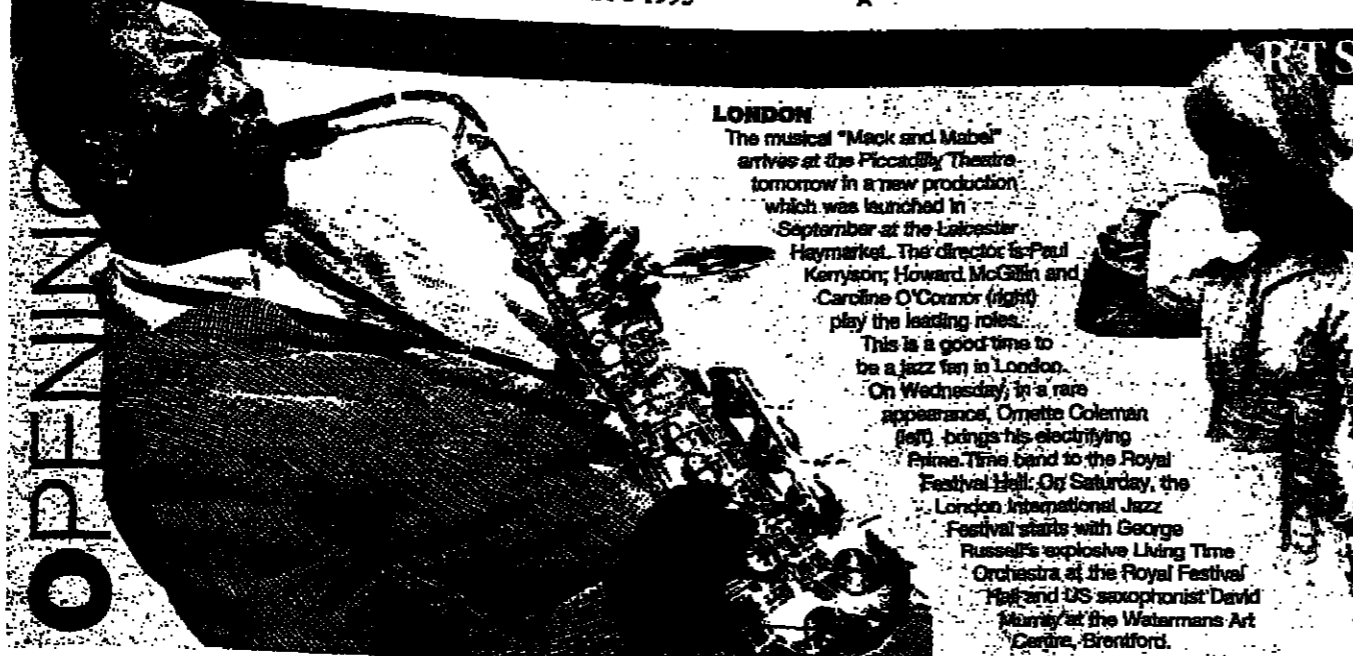 1995
ARTS
OPENING
LONDON
The musical "Mack and Mabel"
arrives at the Piccadilly Theatre
tomorrow in a new production
which was launched in
September at the Leicester
Haymarket. The director is Paul
Kerryson; Howard McGillin and
Caroline O'Connor (right)
play the leading roles.
This is a good time to
be a jazz fan in London.
On Wednesday, in a rare
appearance, Ornette Coleman
(left) brings his electrifying
Prime Time band to the Royal
Festival Hall. On Saturday, the
London International Jazz
Festival starts with George
Russell's explosive Living Time
Orchestra at the Royal Festival
Hall and US saxophonist David
Murray at the Watermans Art
Centre, Brentford.